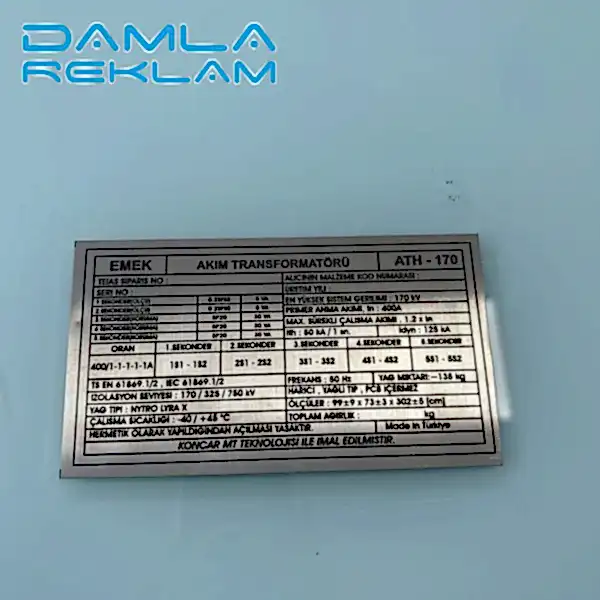 DAMLA
REKLAM
EMEK AKIM TRANSFORMATÖRÜ ATH - 170
TEİAŞ SİPARİŞ NO : ALICININ MALZEME KOD NUMARASI :
SERİ NO : ÜRETİM YILI :
EN YÜKSEK SİSTEM GERİLİMİ : 170 kV
PRİMER ANMA AKIMI, In : 400A
MAX. SÜREKLİ ÇALIŞMA AKIMI : 1.2 x In
Ith : 50 kA / 1 sn. Idyn : 125 kA
ORAN 1.SEKONDER 2.SEKONDER 3.SEKONDER 4.SEKONDER 5.SEKONDER
400/1-1-1-1-1A 1S1 - 1S2 2S1 - 2S2 3S1 - 3S2 4S1 - 4S2 5S1 - 5S2
TS EN 61869.1/2 , IEC 61869.1/2 FREKANS : 50 Hz YAĞ MİKTARI: ~135 kg
İZOLASYON SEVİYESİ : 170 / 325 / 750 kV HARİCİ , YAĞLI TİP , PCB İÇERMEZ
YAĞ TİPİ : NYTRO LYRA X ÖLÇÜLER : 99±9 x 73±3 x 302±5 [cm]
ÇALIŞMA SICAKLIĞI : -40 / +45 °C TOPLAM AĞIRLIK : kg
HERMETİK OLARAK YAPILDIĞINDAN AÇILMASI YASAKTIR. Made in Türkiye
KONCAR MT TEKNOLOJİSİ İLE İMAL EDİLMİŞTİR.